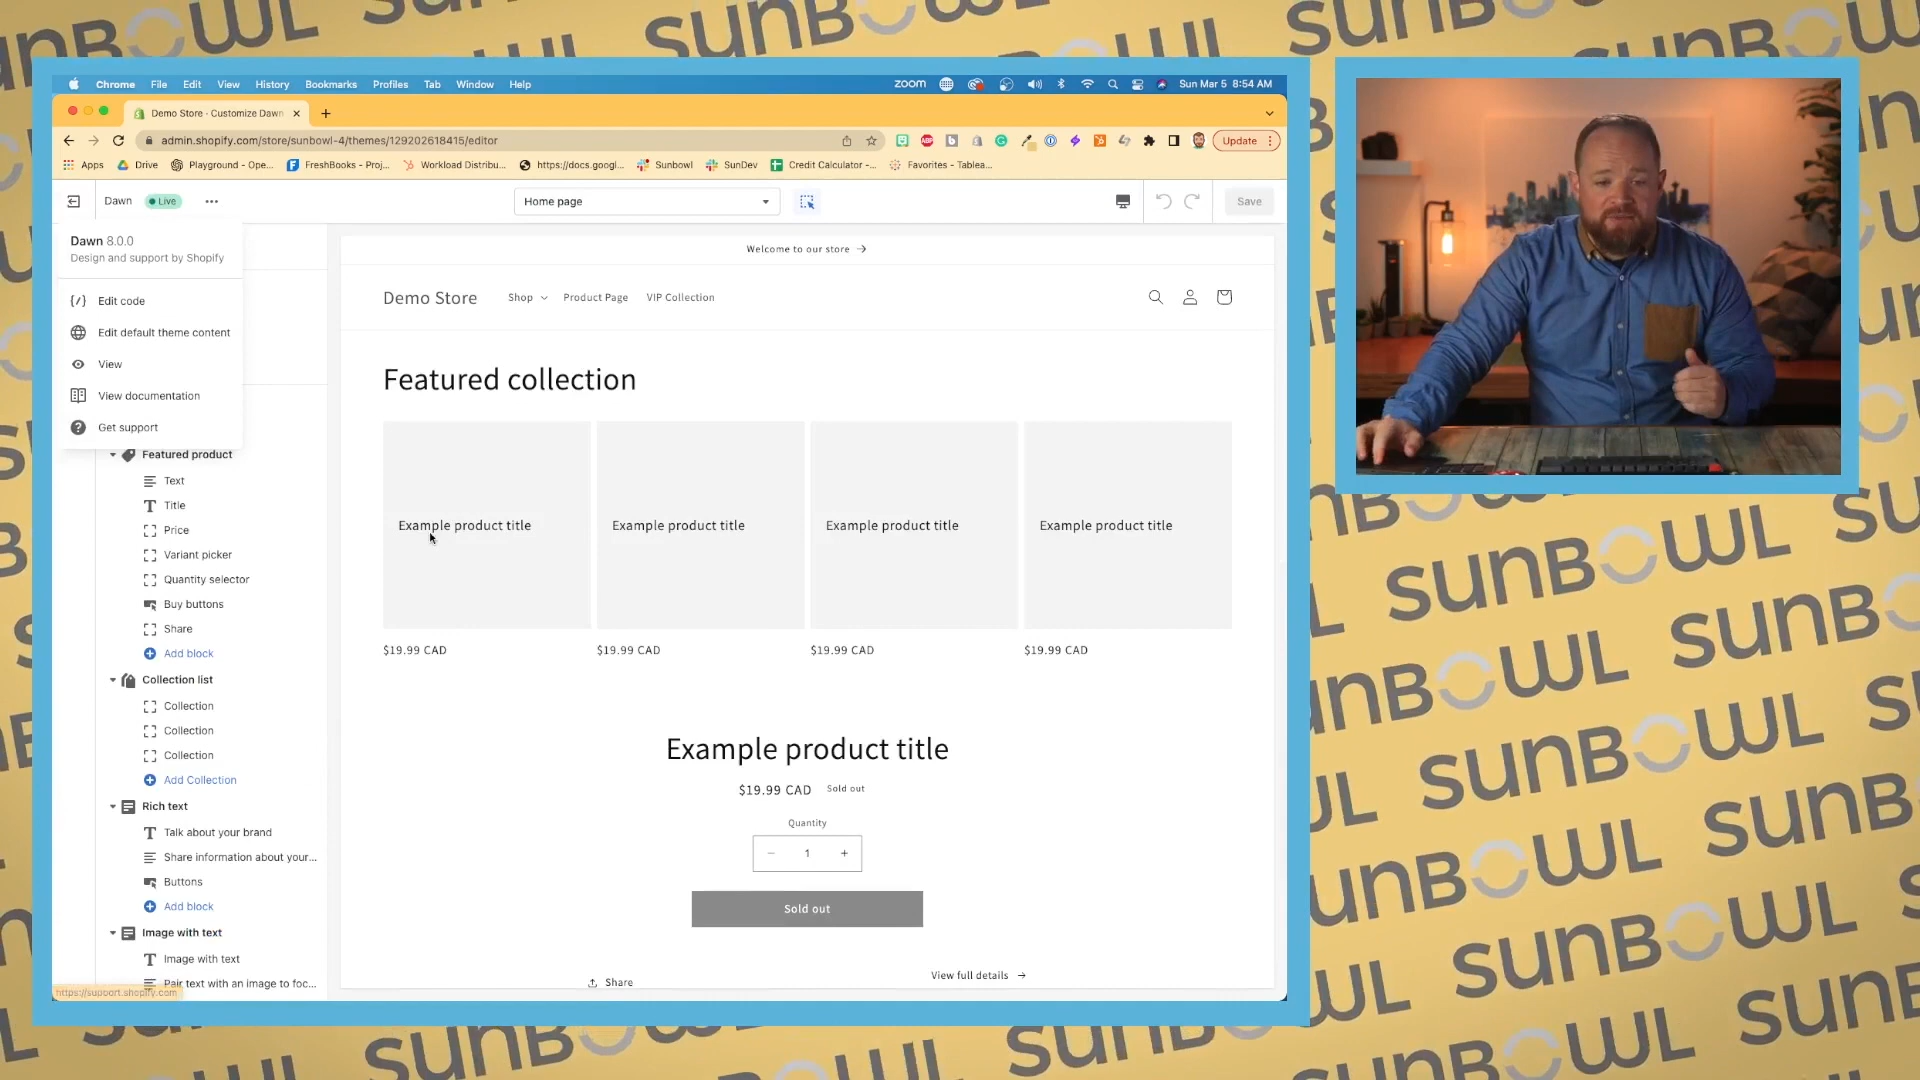 SUNBOWL
Chrome File Edit View History Bookmarks Profiles Tab Window Help
zoom Sun Mar 5 8:54 AM
Demo Store - Customize Dawn
admin.shopify.com/store/sunbowl-4/themes/129202618415/editor
Update
Apps Drive Playground - Ope... FreshBooks - Proj... Workload Distribu... https://docs.googl... Sunbowl SunDev Credit Calculator -... Favorites - Tablea...
Dawn Live
Home page
Save
Dawn 8.0.0
Design and support by Shopify
Edit code
Edit default theme content
View
View documentation
Get support
Featured product
Text
Title
Price
Variant picker
Quantity selector
Buy buttons
Share
Add block
Collection list
Collection
Collection
Collection
Add Collection
Rich text
Talk about your brand
Share information about your...
Buttons
Add block
Image with text
Image with text
Pair text with an image to foc...
https://support.shopify.com
Welcome to our store →
Demo Store Shop Product Page VIP Collection
Featured collection
Example product title Example product title Example product title Example product title
$19.99 CAD $19.99 CAD $19.99 CAD $19.99 CAD
Example product title
$19.99 CAD Sold out
Quantity
− 1 +
Sold out
Share
View full details →